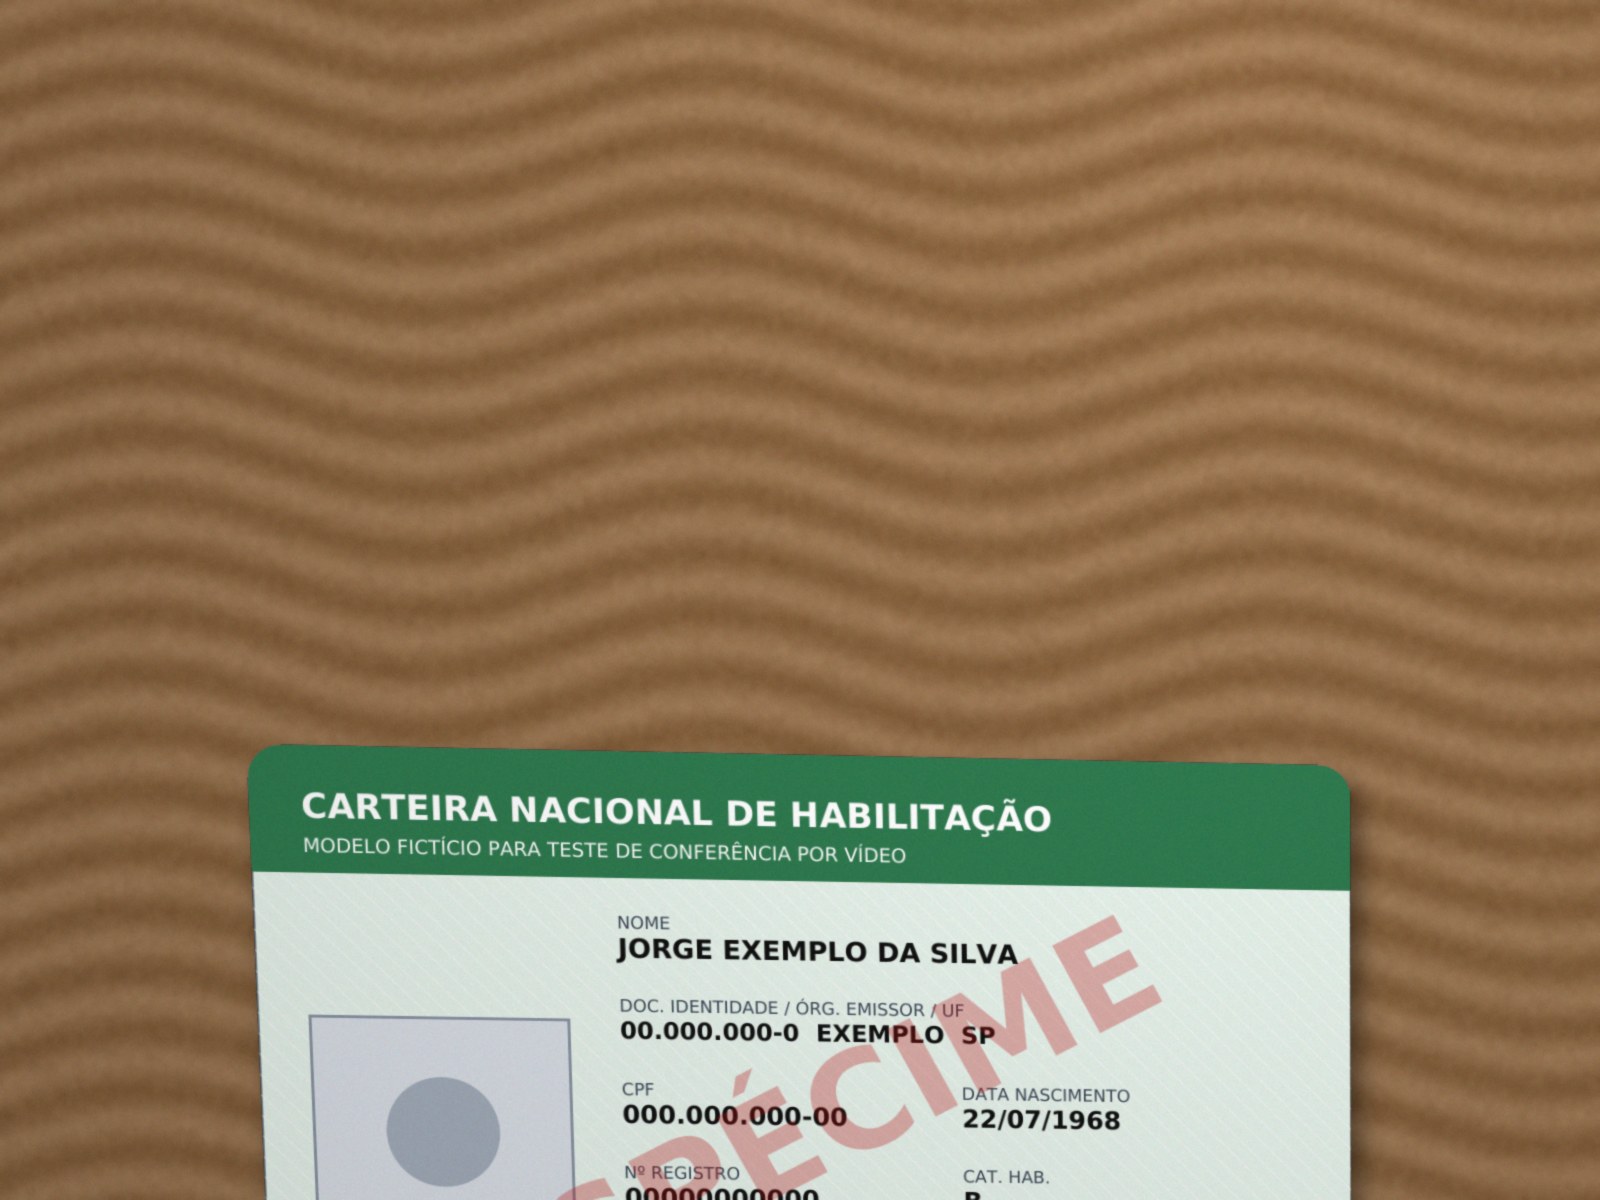 CARTEIRA NACIONAL DE HABILITAÇÃO
MODELO FICTÍCIO PARA TESTE DE CONFERÊNCIA POR VÍDEO
NOME
JORGE EXEMPLO DA SILVA
DOC. IDENTIDADE / ÓRG. EMISSOR / UF
00.000.000-0 EXEMPLO SP
CPF
000.000.000-00
DATA NASCIMENTO
22/07/1968
Nº REGISTRO
00000000000
CAT. HAB.
B